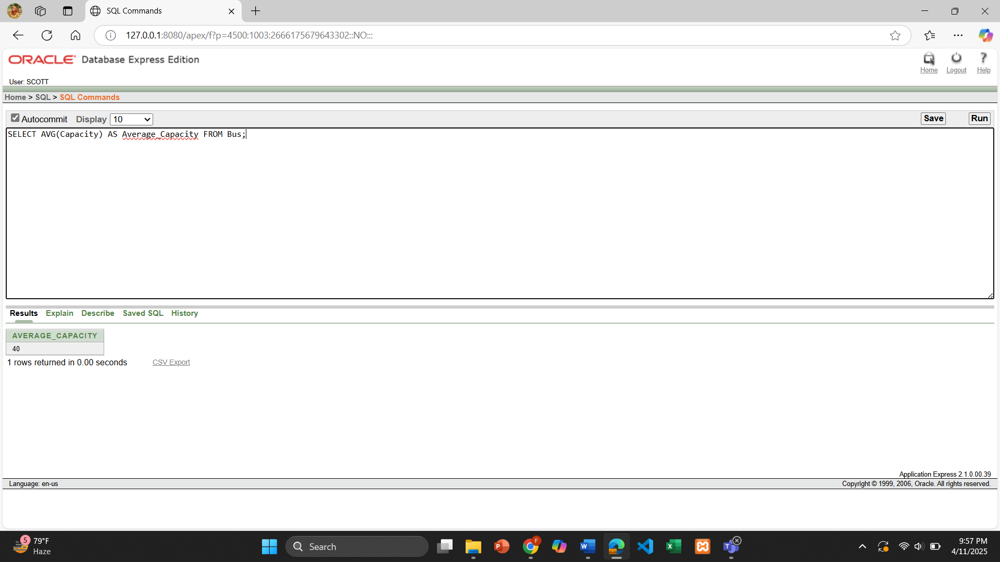 SQL Commands
127.0.0.1:8080/apex/f?p=4500:1003:2666175679643302::NO:::
ORACLE Database Express Edition
Home Logout Help
User: SCOTT
Home > SQL > SQL Commands
Autocommit Display 10 Save Run
SELECT AVG(Capacity) AS Average_Capacity FROM Bus;
Results Explain Describe Saved SQL History
AVERAGE_CAPACITY
40
1 rows returned in 0.00 seconds CSV Export
Application Express 2.1.0.00.39
Language: en-us Copyright © 1999, 2006, Oracle. All rights reserved.
5 79°F
Haze
Search
F
9:57 PM
4/11/2025